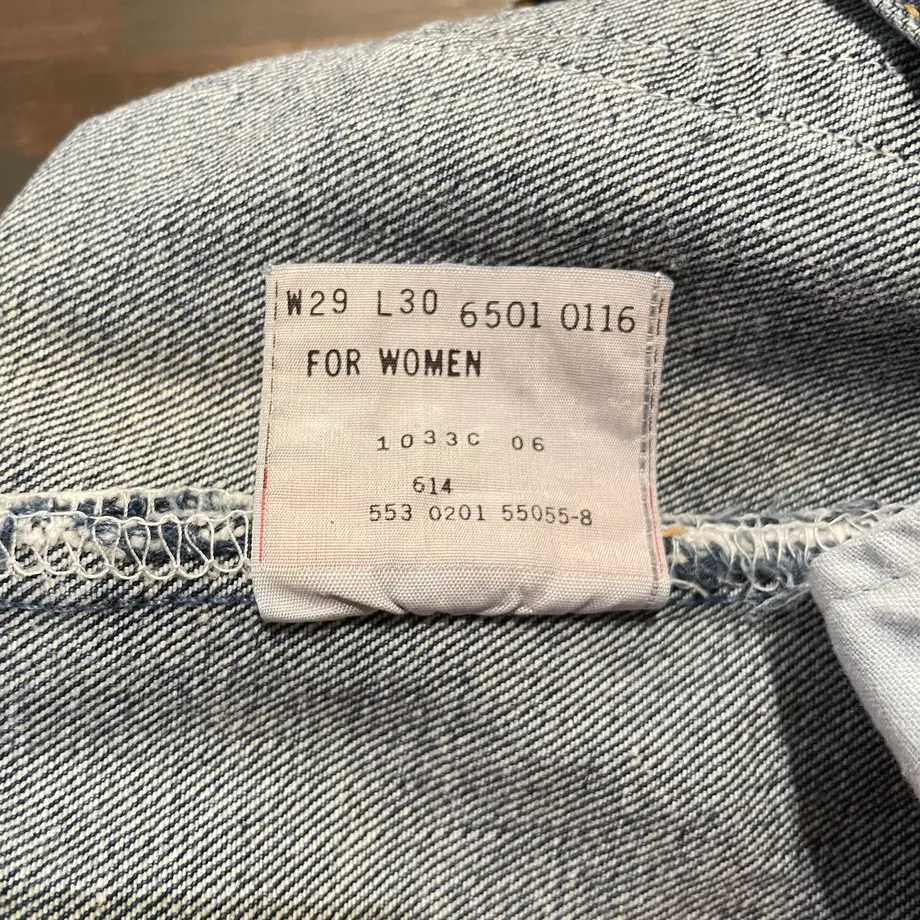 W29 L30 6501 0116
FOR WOMEN
1033C 06
614
553 0201 55055-8